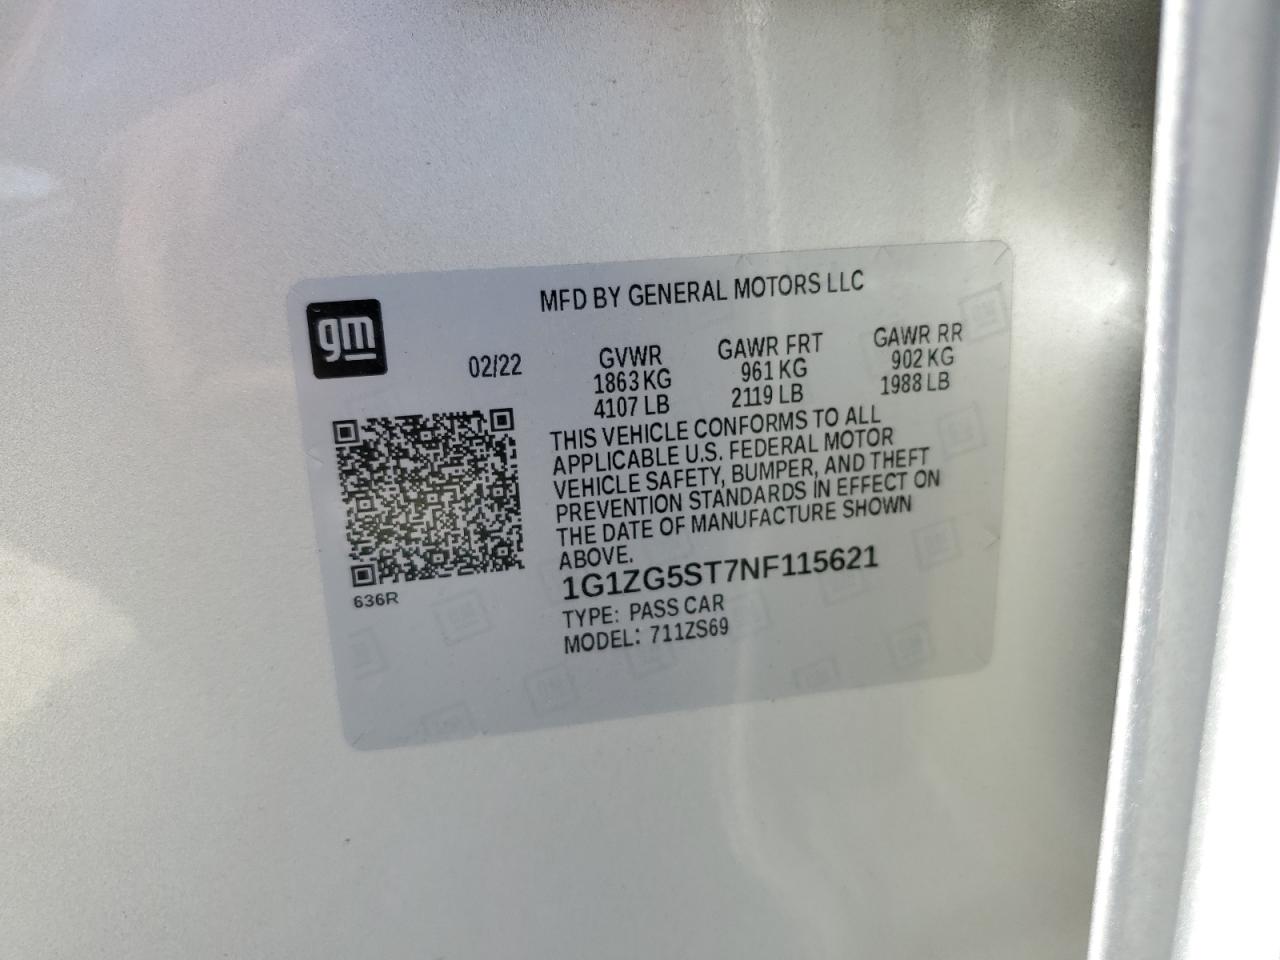 MFD BY GENERAL MOTORS LLC
gm
02/22
GVWR
1863 KG
4107 LB
GAWR FRT
961 KG
2119 LB
GAWR RR
902 KG
1988 LB
THIS VEHICLE CONFORMS TO ALL
APPLICABLE U.S. FEDERAL MOTOR
VEHICLE SAFETY, BUMPER, AND THEFT
PREVENTION STANDARDS IN EFFECT ON
THE DATE OF MANUFACTURE SHOWN
ABOVE.
1G1ZG5ST7NF115621
636R
TYPE: PASS CAR
MODEL: 711ZS69